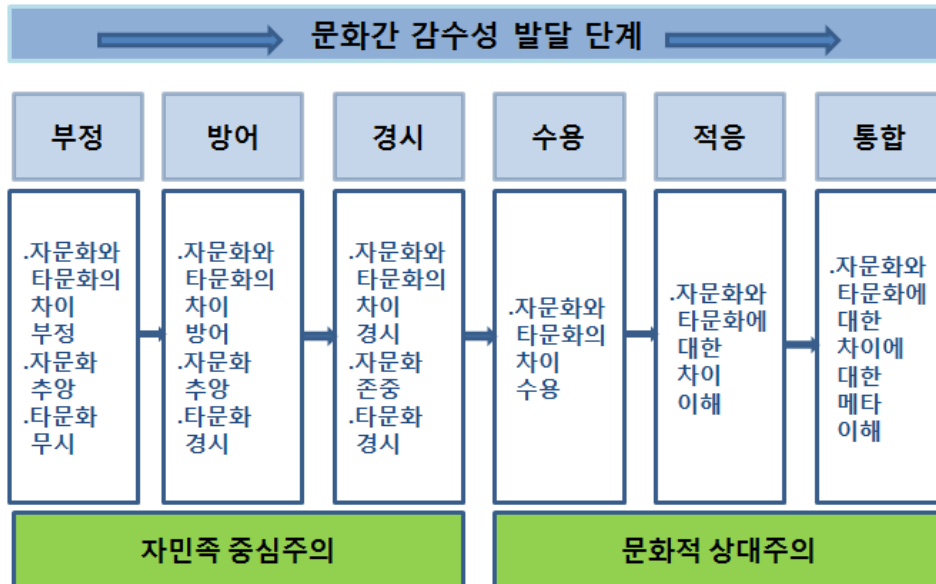 문화간 감수성 발달 단계
부정
방어
경시
수용
적응
통합
.자문화와
타문화의
차이
부정
.자문화
추앙
.타문화
무시
.자문화와
타문화의
차이
방어
.자문화
추앙
.타문화
경시
.자문화와
타문화의
차이
경시
.자문화
존중
.타문화
경시
.자문화와
타문화의
차이
수용
.자문화와
타문화에
대한
차이
이해
.자문화와
타문화에
대한
차이에
대한
메타
이해
자민족 중심주의
문화적 상대주의